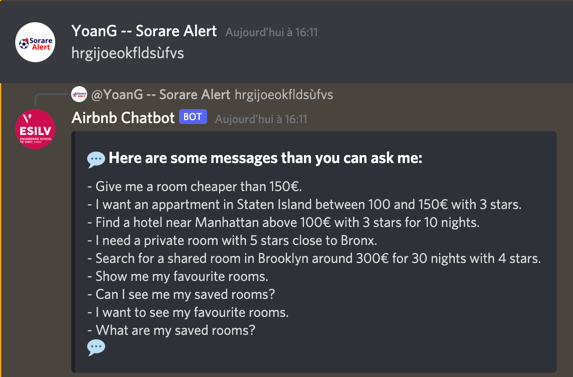 YoanG -- Sorare Alert Aujourd'hui à 16:11
Sorare
Alert
hrgijoeokfldsùfvs
@YoanG -- Sorare Alert hrgijoeokfldsùfvs
Airbnb Chatbot BOT Aujourd'hui à 16:11
ESILV
Here are some messages than you can ask me:
- Give me a room cheaper than 150€.
- I want an appartment in Staten Island between 100 and 150€ with 3 stars.
- Find a hotel near Manhattan above 100€ with 3 stars for 10 nights.
- I need a private room with 5 stars close to Bronx.
- Search for a shared room in Brooklyn around 300€ for 30 nights with 4 stars.
- Show me my favourite rooms.
- Can I see me my saved rooms?
- I want to see my favourite rooms.
- What are my saved rooms?